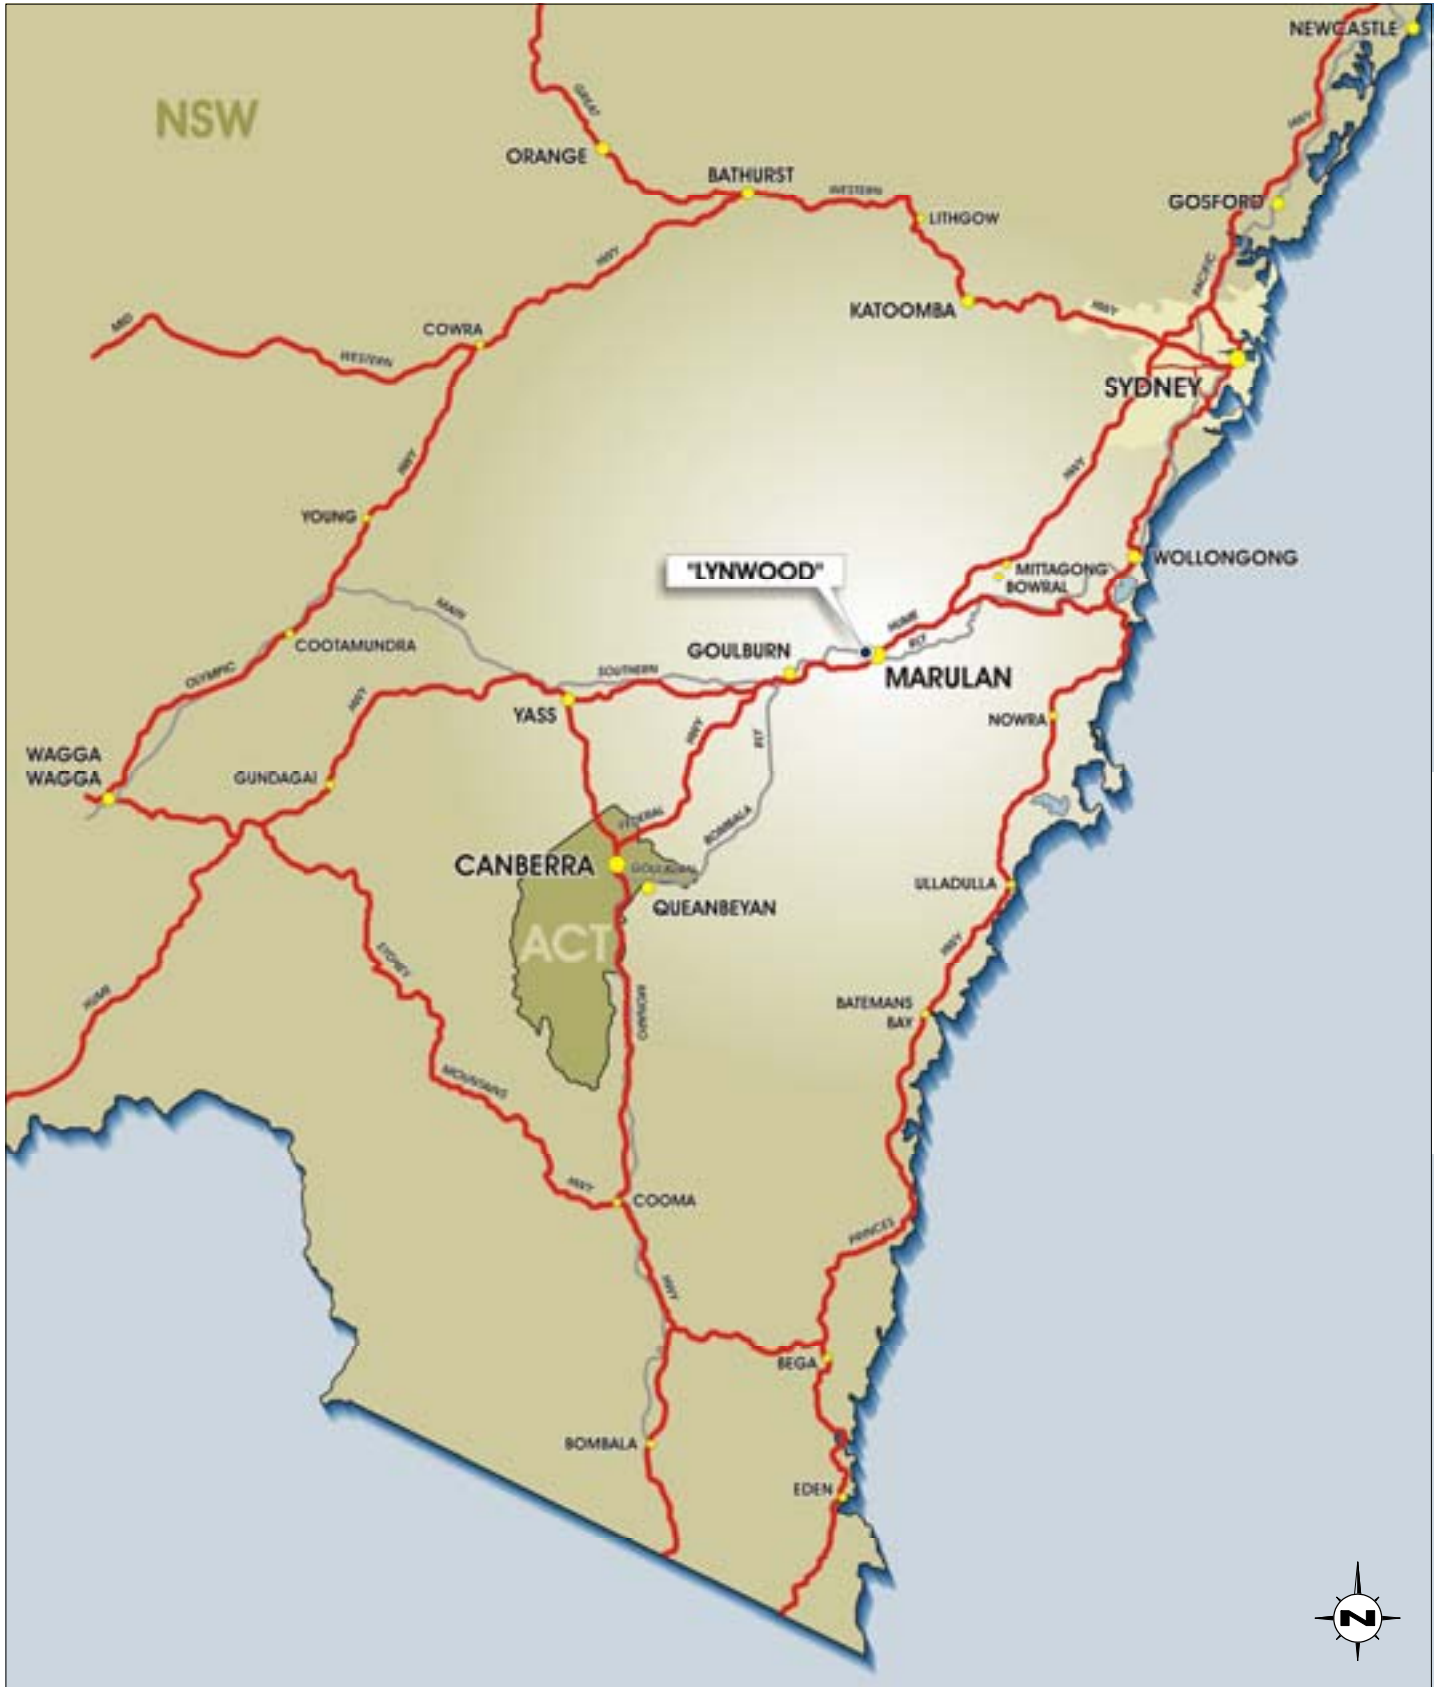 NEWCASTLE
NSW
GREAT
HWY
ORANGE
BATHURST
WESTERN
GOSFORD
LITHGOW
HWY
PACIFIC
KATOOMBA
HWY
MID
COWRA
WESTERN
SYDNEY
HWY
HWY
YOUNG
WOLLONGONG
"LYNWOOD"
MITTAGONG
BOWRAL
MAIN
HUME
RLY
COOTAMUNDRA
GOULBURN
SOUTHERN
MARULAN
OLYMPIC
HWY
YASS
NOWRA
HWY
RLY
WAGGA
WAGGA
GUNDAGAI
FEDERAL
BOMBALA
CANBERRA
GOULBURN
ULLADULLA
QUEANBEYAN
ACT
HWY
SYDNEY
HUME
MONARO
BATEMANS
BAY
MOUNTAINS
HWY
COOMA
PRINCES
HWY
BEGA
BOMBALA
EDEN
N